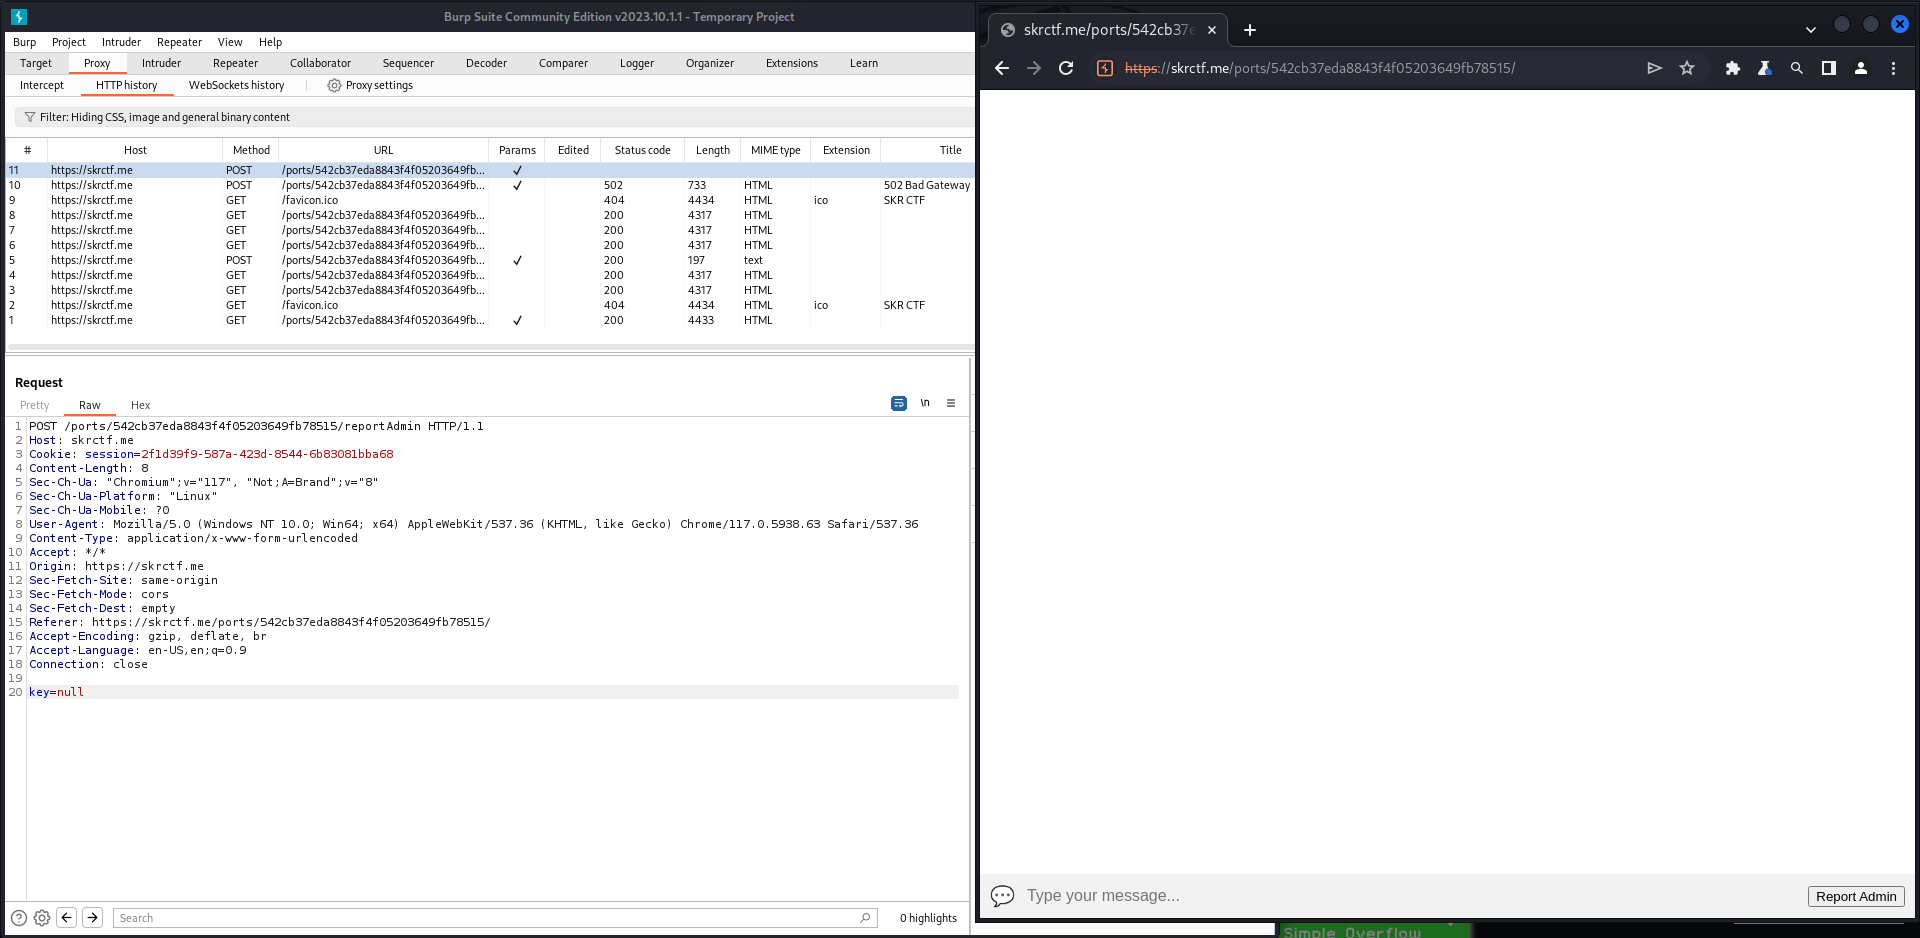 Burp Suite Community Edition v2023.10.1.1 - Temporary Project
Burp Project Intruder Repeater View Help
Target Proxy Intruder Repeater Collaborator Sequencer Decoder Comparer Logger Organizer Extensions Learn
Intercept HTTP history WebSockets history Proxy settings
Filter: Hiding CSS, image and general binary content
# Host Method URL Params Edited Status code Length MIME type Extension Title
11 https://skrctf.me POST /ports/542cb37eda8843f4f05203649fb... ✓
10 https://skrctf.me POST /ports/542cb37eda8843f4f05203649fb... ✓ 502 733 HTML 502 Bad Gateway
9 https://skrctf.me GET /favicon.ico 404 4434 HTML ico SKR CTF
8 https://skrctf.me GET /ports/542cb37eda8843f4f05203649fb... 200 4317 HTML
7 https://skrctf.me GET /ports/542cb37eda8843f4f05203649fb... 200 4317 HTML
6 https://skrctf.me GET /ports/542cb37eda8843f4f05203649fb... 200 4317 HTML
5 https://skrctf.me POST /ports/542cb37eda8843f4f05203649fb... ✓ 200 197 text
4 https://skrctf.me GET /ports/542cb37eda8843f4f05203649fb... 200 4317 HTML
3 https://skrctf.me GET /ports/542cb37eda8843f4f05203649fb... 200 4317 HTML
2 https://skrctf.me GET /favicon.ico 404 4434 HTML ico SKR CTF
1 https://skrctf.me GET /ports/542cb37eda8843f4f05203649fb... ✓ 200 4433 HTML
Request
Pretty Raw Hex \n
1 POST /ports/542cb37eda8843f4f05203649fb78515/reportAdmin HTTP/1.1
2 Host: skrctf.me
3 Cookie: session=2f1d39f9-587a-423d-8544-6b83081bba68
4 Content-Length: 8
5 Sec-Ch-Ua: "Chromium";v="117", "Not;A=Brand";v="8"
6 Sec-Ch-Ua-Platform: "Linux"
7 Sec-Ch-Ua-Mobile: ?0
8 User-Agent: Mozilla/5.0 (Windows NT 10.0; Win64; x64) AppleWebKit/537.36 (KHTML, like Gecko) Chrome/117.0.5938.63 Safari/537.36
9 Content-Type: application/x-www-form-urlencoded
10 Accept: */*
11 Origin: https://skrctf.me
12 Sec-Fetch-Site: same-origin
13 Sec-Fetch-Mode: cors
14 Sec-Fetch-Dest: empty
15 Referer: https://skrctf.me/ports/542cb37eda8843f4f05203649fb78515/
16 Accept-Encoding: gzip, deflate, br
17 Accept-Language: en-US,en;q=0.9
18 Connection: close
19
20 key=null
Search 0 highlights
skrctf.me/ports/542cb37e
https://skrctf.me/ports/542cb37eda8843f4f05203649fb78515/
Type your message... Report Admin
Simple Overflow